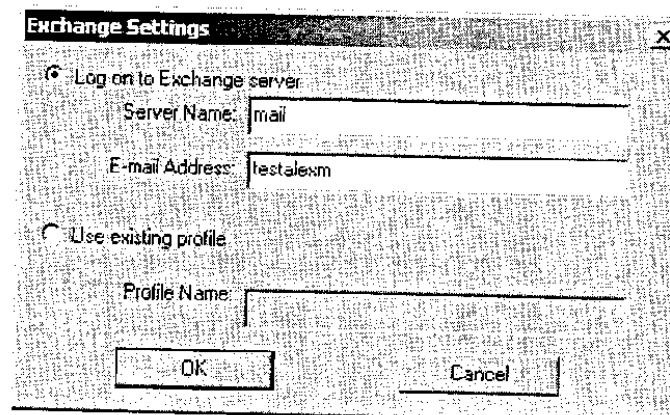 Exchange Settings
Log on to Exchange server
Server Name: mail
E-mail Address: testalexm
Use existing profile
Profile Name:
OK
Cancel